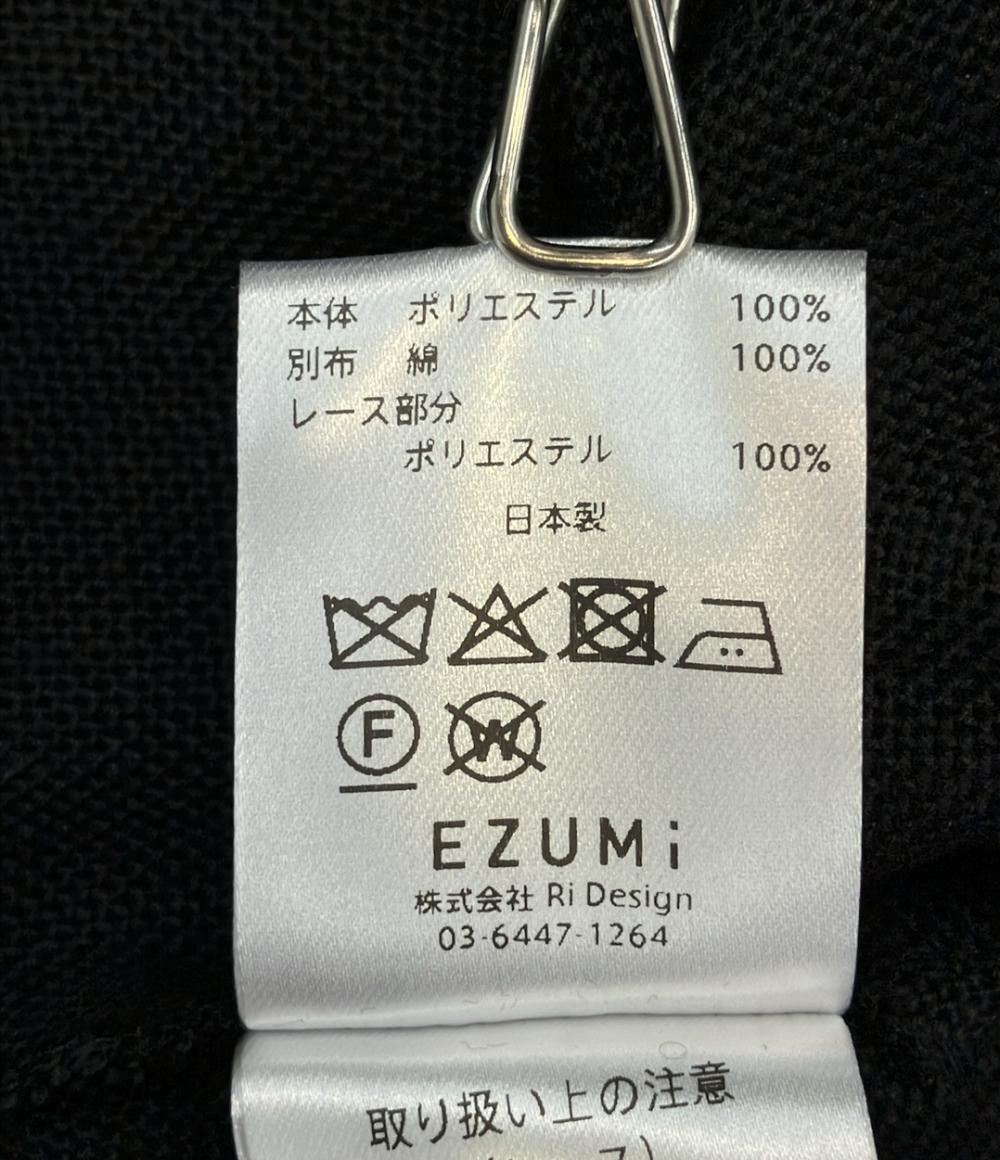 本体 ポリエステル 100%
別布 綿 100%
レース部分
ポリエステル 100%
日本製
F W
EZUMi
株式会社 Ri Design
03-6447-1264
取り扱い上の注意